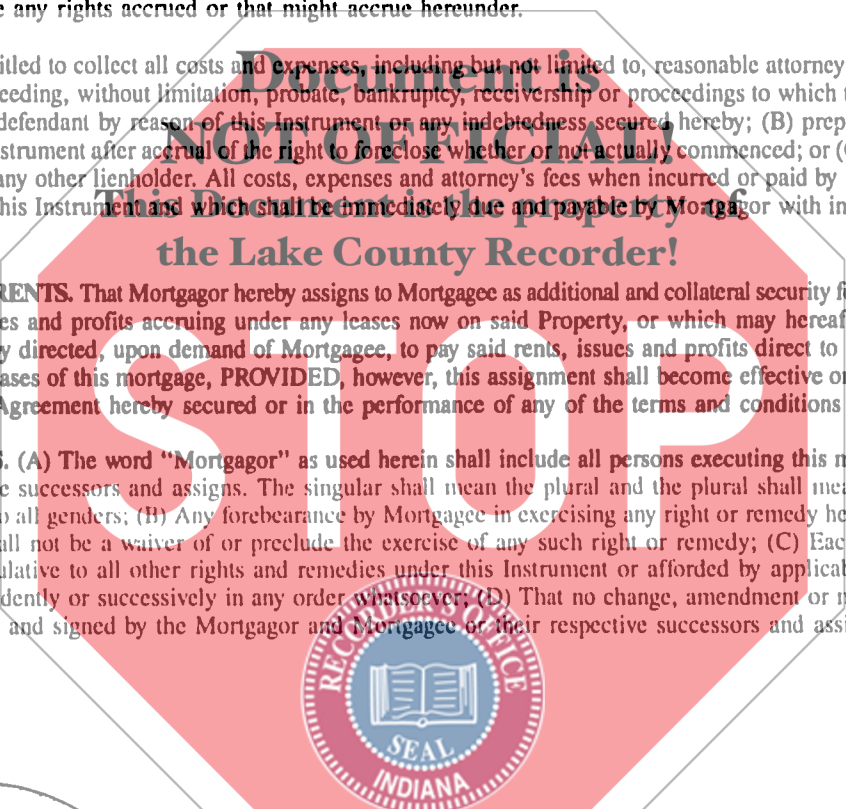 e any rights accrued or that might accrue hereunder.
itled to collect all costs and expenses, including but not limited to, reasonable attorney
eeding, without limitation, probate, bankruptcy, receivership or proceedings to which t
defendant by reason of this Instrument or any indebtedness secured hereby; (B) prep
strument after accrual of the right to foreclose whether or not actually commenced; or (
any other lienholder. All costs, expenses and attorney's fees when incurred or paid by
his Instrument and which shall be immediately due and payable by Mortgagor with in
Document is
NOT OFFICIAL!
This Document is the property of
the Lake County Recorder!
RENTS. That Mortgagor hereby assigns to Mortgagee as additional and collateral security f
es and profits accruing under any leases now on said Property, or which may hereaf
y directed, upon demand of Mortgagee, to pay said rents, issues and profits direct to
eases of this mortgage, PROVIDED, however, this assignment shall become effective or
Agreement hereby secured or in the performance of any of the terms and conditions
STOP
S. (A) The word "Mortgagor" as used herein shall include all persons executing this m
e successors and assigns. The singular shall mean the plural and the plural shall mea
o all genders; (B) Any forebearance by Mortgagee in exercising any right or remedy he
all not be a waiver of or preclude the exercise of any such right or remedy; (C) Eac
ulative to all other rights and remedies under this Instrument or afforded by applicab
dently or successively in any order whatsoever; (D) That no change, amendment or m
and signed by the Mortgagor and Mortgagee or their respective successors and assi
RECORDER'S OFFICE
SEAL
INDIANA